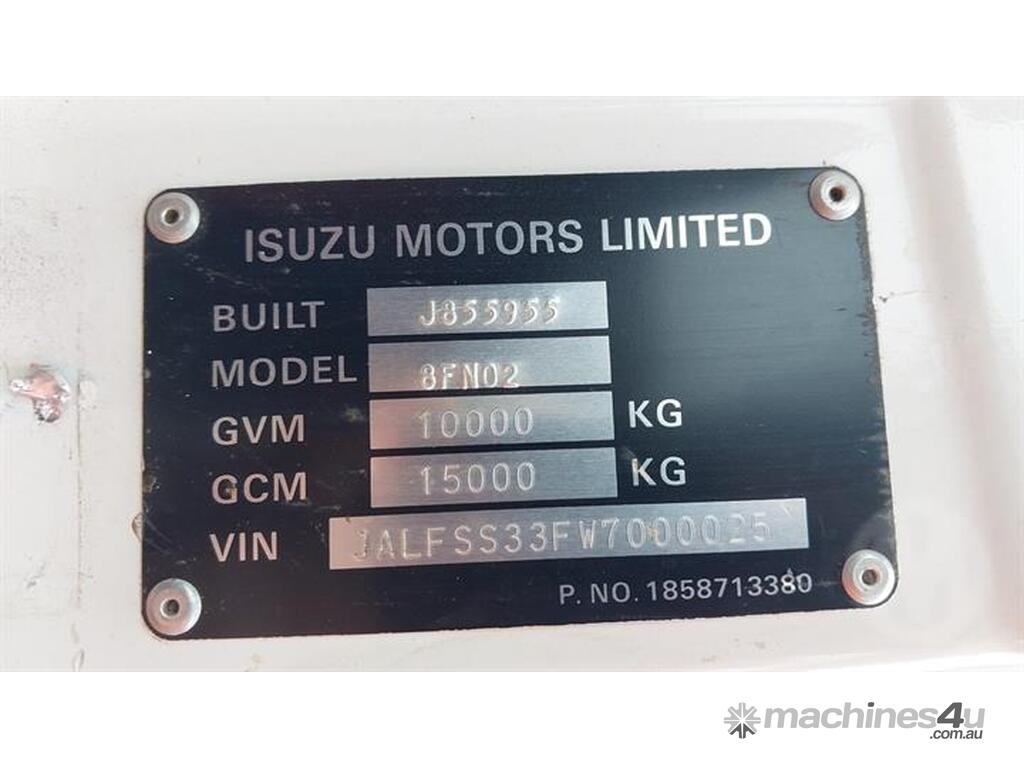 ISUZU MOTORS LIMITED
BUILT J855955
MODEL 8FN02
GVM 10000 KG
GCM 15000 KG
VIN JALFSS33FW7000025
P. NO. 1858713380
machines4u
.com.au